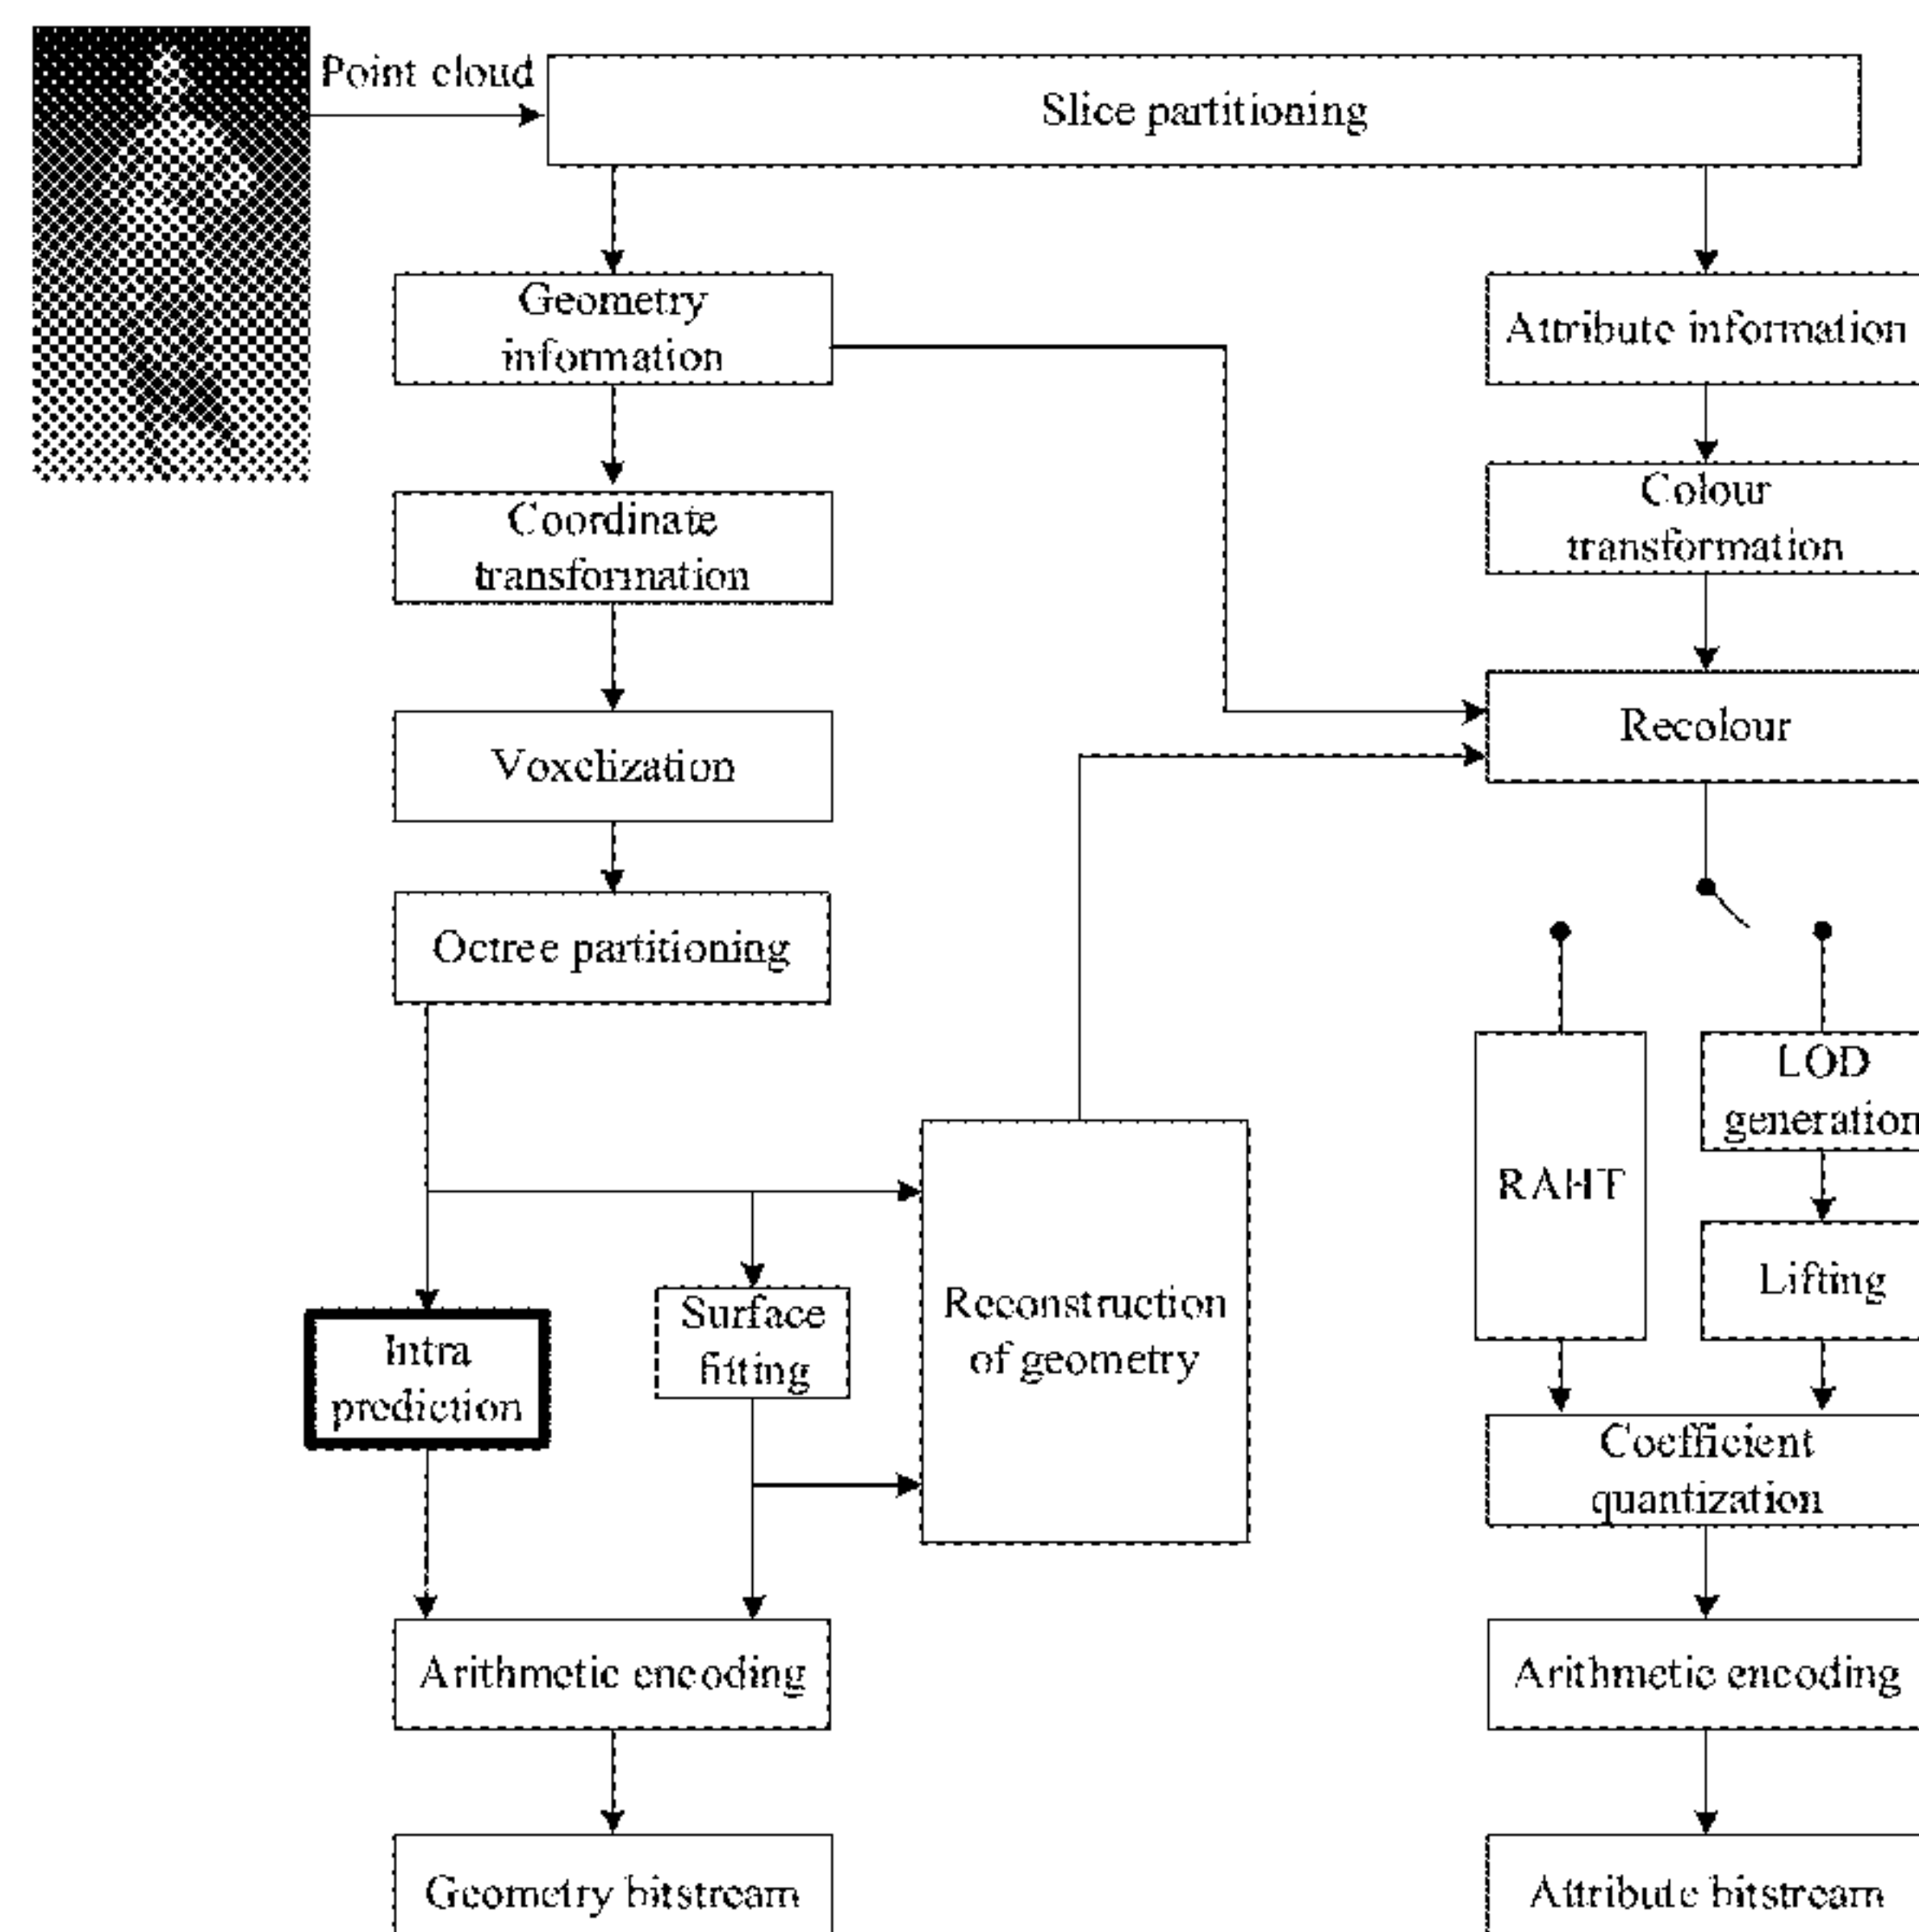 Point cloud
Slice partitioning
Geometry
information
Attribute information
Coordinate
transformation
Colour
transformation
Voxelization
Recolour
Octree partitioning
LOD
generation
RAHT
Lifting
Intra
prediction
Surface
fitting
Reconstruction
of geometry
Coefficient
quantization
Arithmetic encoding
Arithmetic encoding
Geometry bitstream
Attribute bitstream